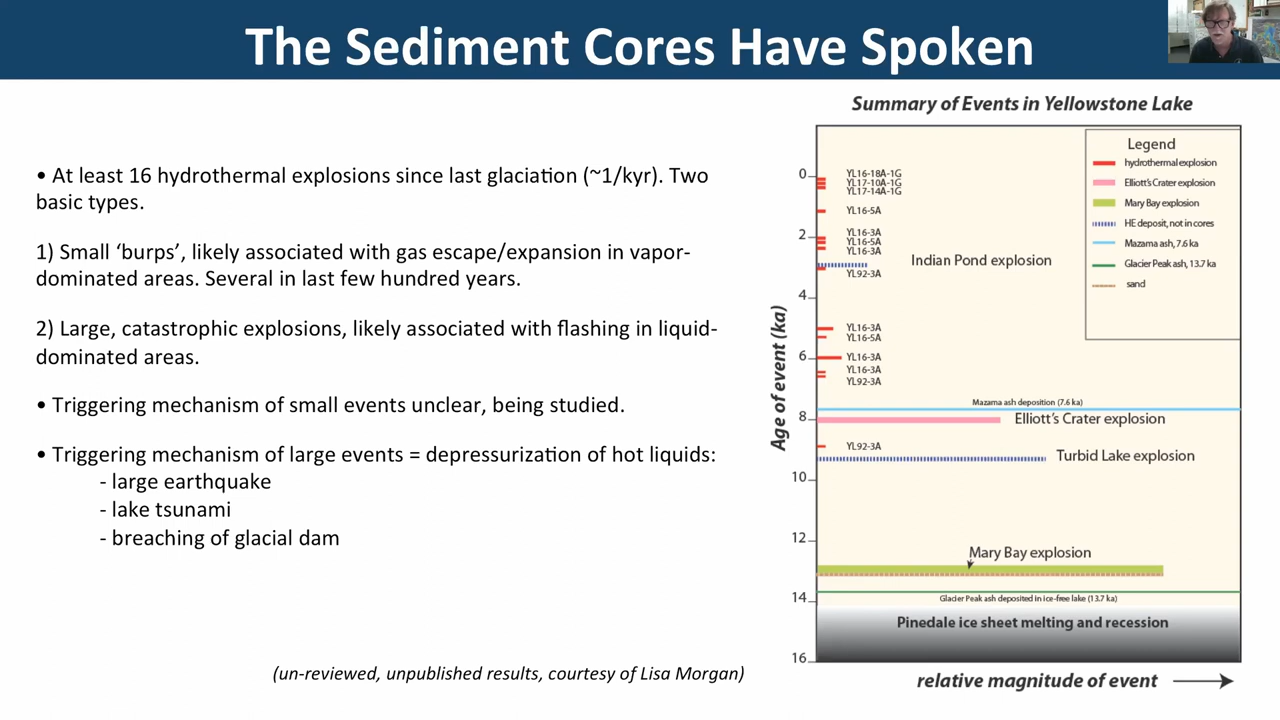 The Sediment Cores Have Spoken
• At least 16 hydrothermal explosions since last glaciation (~1/kyr). Two
basic types.
1) Small ‘burps’, likely associated with gas escape/expansion in vapor-
dominated areas. Several in last few hundred years.
2) Large, catastrophic explosions, likely associated with flashing in liquid-
dominated areas.
• Triggering mechanism of small events unclear, being studied.
• Triggering mechanism of large events = depressurization of hot liquids:
- large earthquake
- lake tsunami
- breaching of glacial dam
(un-reviewed, unpublished results, courtesy of Lisa Morgan)
Summary of Events in Yellowstone Lake
Legend
hydrothermal explosion
Elliott's Crater explosion
Mary Bay explosion
HE deposit, not in cores
Mazama ash, 7.6 ka
Glacier Peak ash, 13.7 ka
sand
Age of event (ka)
0
2
4
6
8
10
12
14
16
YL16-18A-1G
YL17-10A-1G
YL17-14A-1G
YL16-5A
YL16-3A
YL16-5A
YL16-3A
Indian Pond explosion
YL92-3A
YL16-3A
YL16-5A
YL16-3A
YL16-3A
YL92-3A
Mazama ash deposition (7.6 ka)
Elliott's Crater explosion
YL92-3A
Turbid Lake explosion
Mary Bay explosion
Glacier Peak ash deposited in ice-free lake (13.7 ka)
Pinedale ice sheet melting and recession
relative magnitude of event